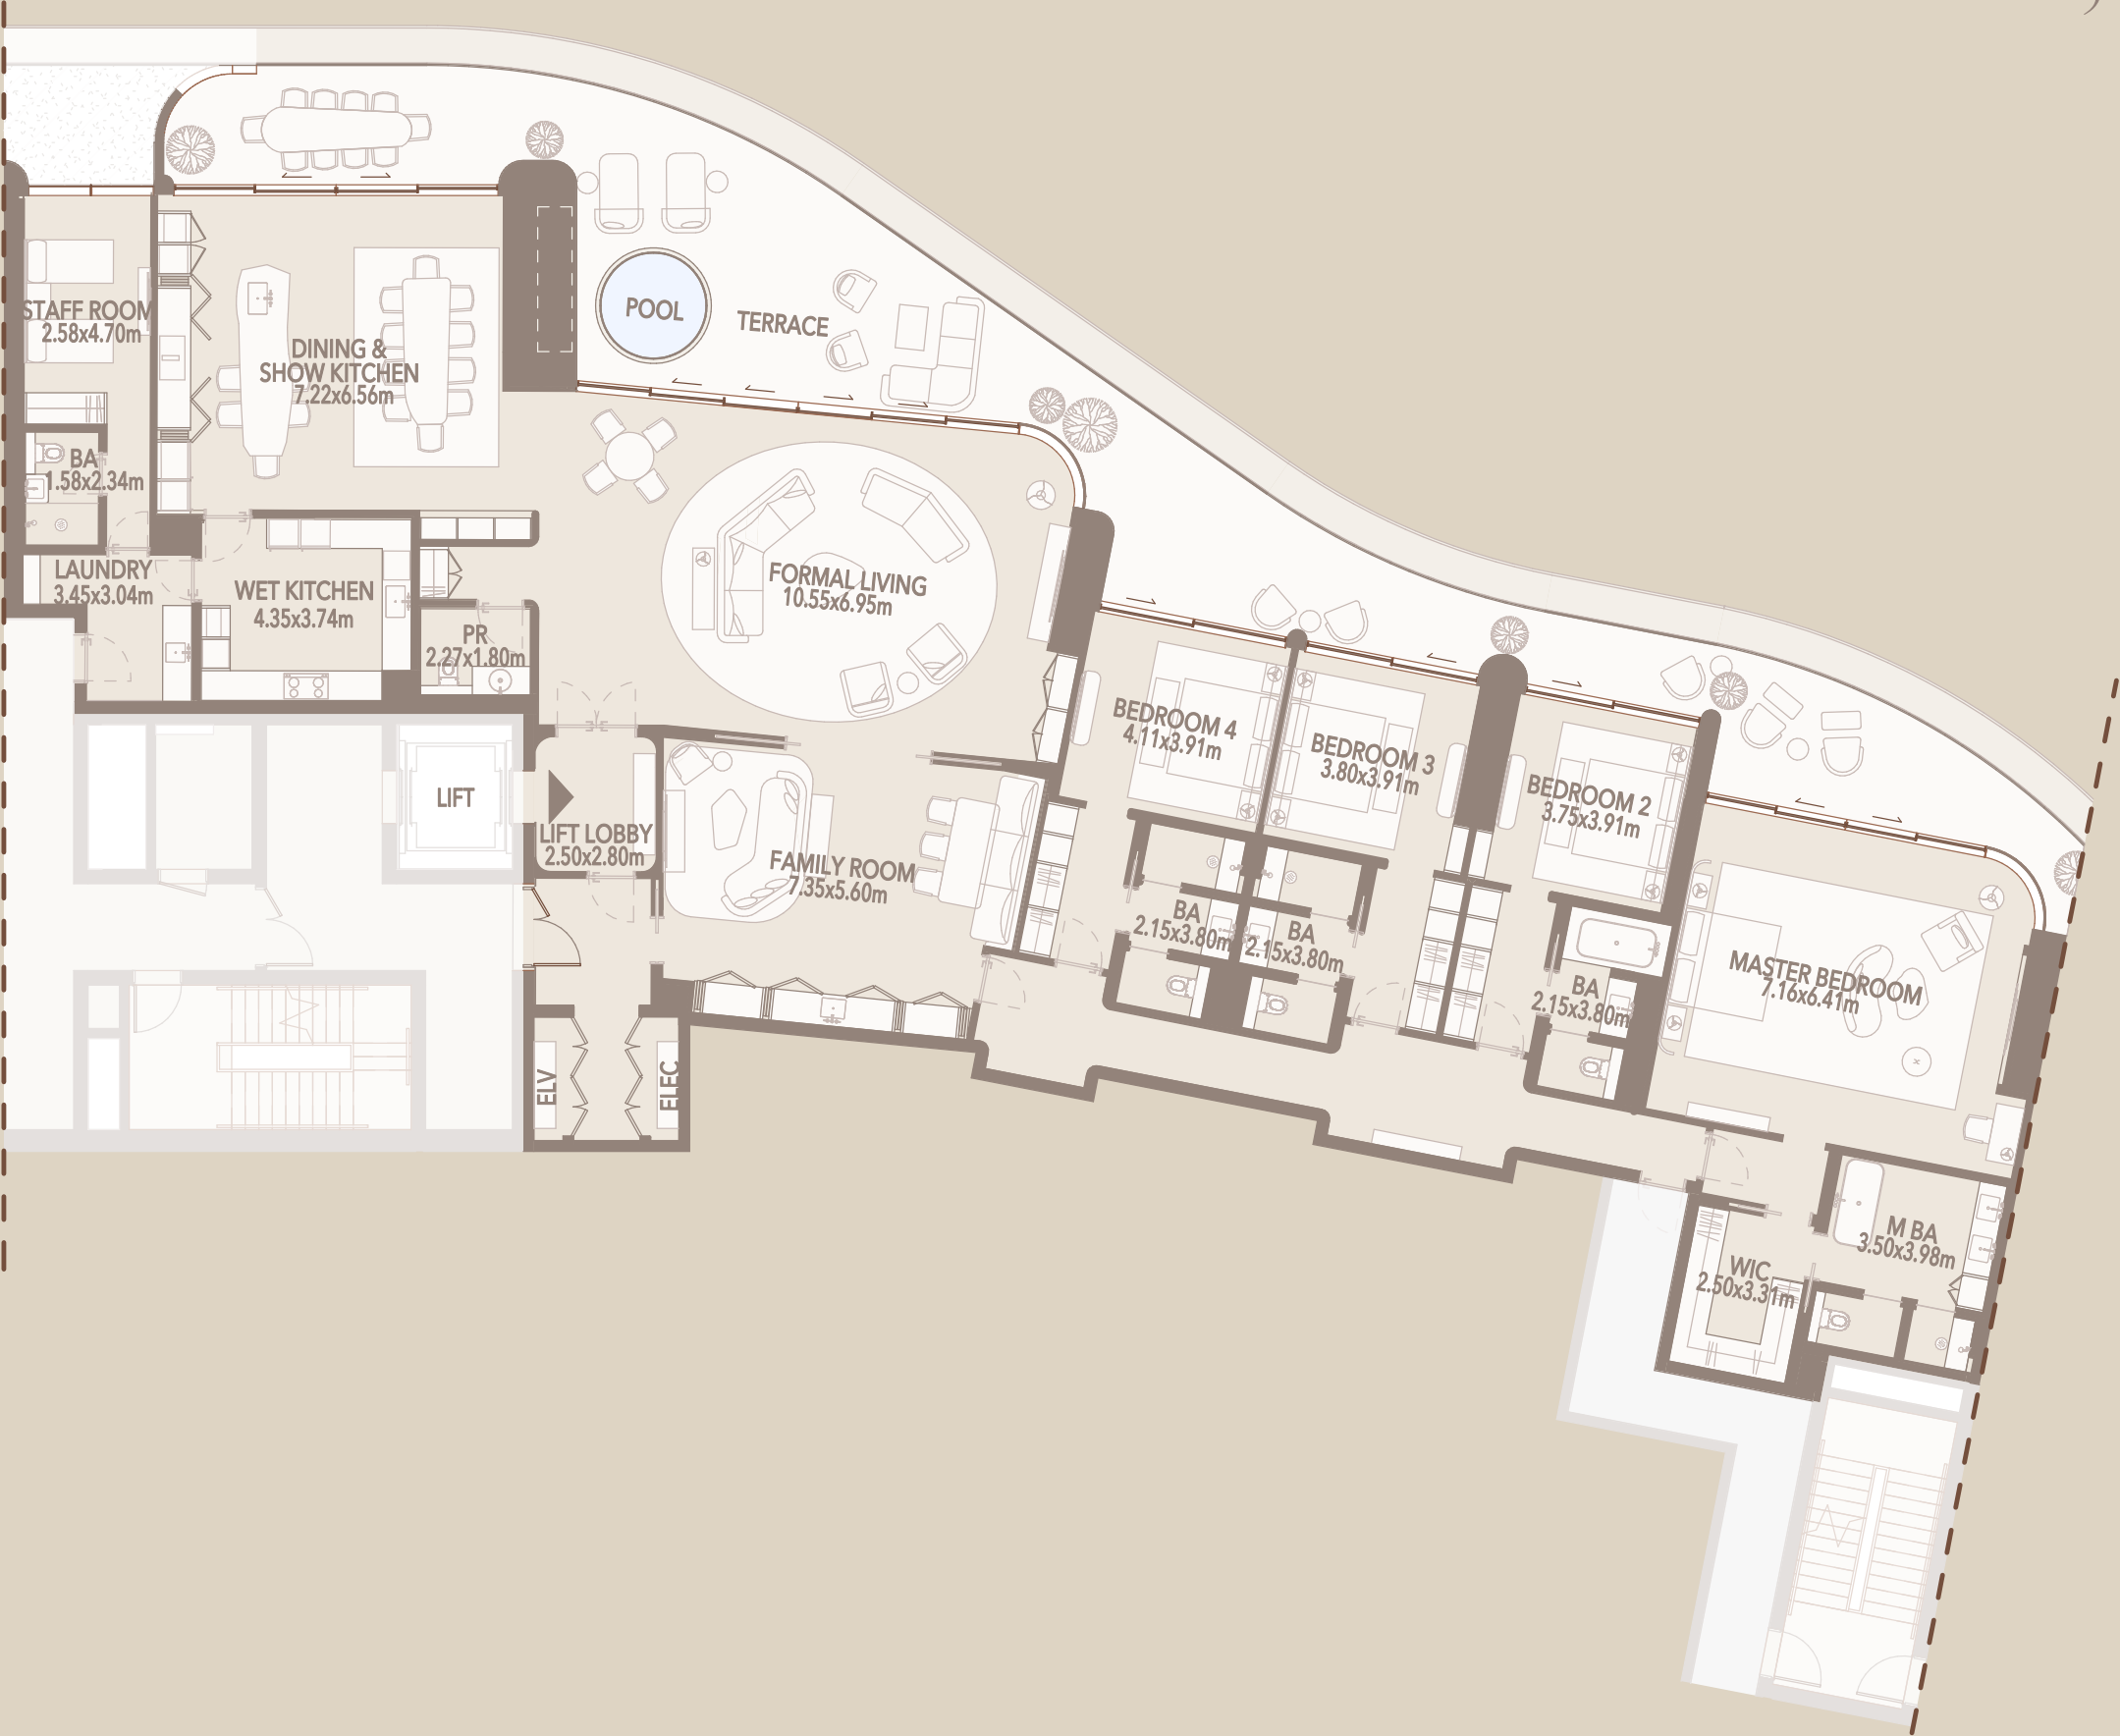 STAFF ROOM
2.58x4.70m
DINING &
SHOW KITCHEN
7.22x6.56m
POOL
TERRACE
BA
1.58x2.34m
LAUNDRY
3.45x3.04m
WET KITCHEN
4.35x3.74m
PR
2.27x1.80m
FORMAL LIVING
10.55x6.95m
LIFT
LIFT LOBBY
2.50x2.80m
FAMILY ROOM
7.35x5.60m
BEDROOM 4
4.11x3.91m
BEDROOM 3
3.80x3.91m
BEDROOM 2
3.75x3.91m
BA
2.15x3.80m
BA
2.15x3.80m
BA
2.15x3.80m
MASTER BEDROOM
7.16x6.41m
ELV
ELEC
M BA
3.50x3.98m
WIC
2.50x3.31m